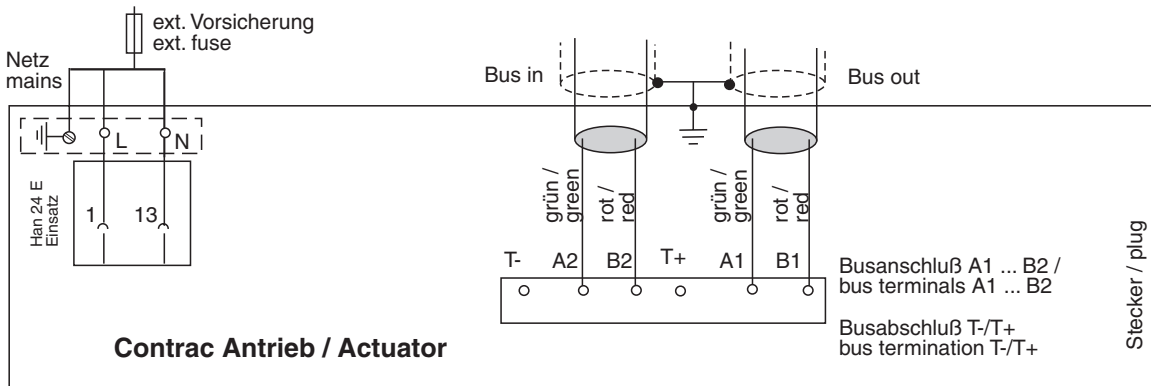 ext. Vorsicherung
ext. fuse
Netz
mains
Bus in
Bus out
L
N
Han 24 E
Einsatz
1
13
grün /
green
rot /
red
grün /
green
rot /
red
T-
A2
B2
T+
A1
B1
Busanschluß A1 ... B2 /
bus terminals A1 ... B2
Busabschluß T-/T+
bus termination T-/T+
Stecker / plug
Contrac Antrieb / Actuator